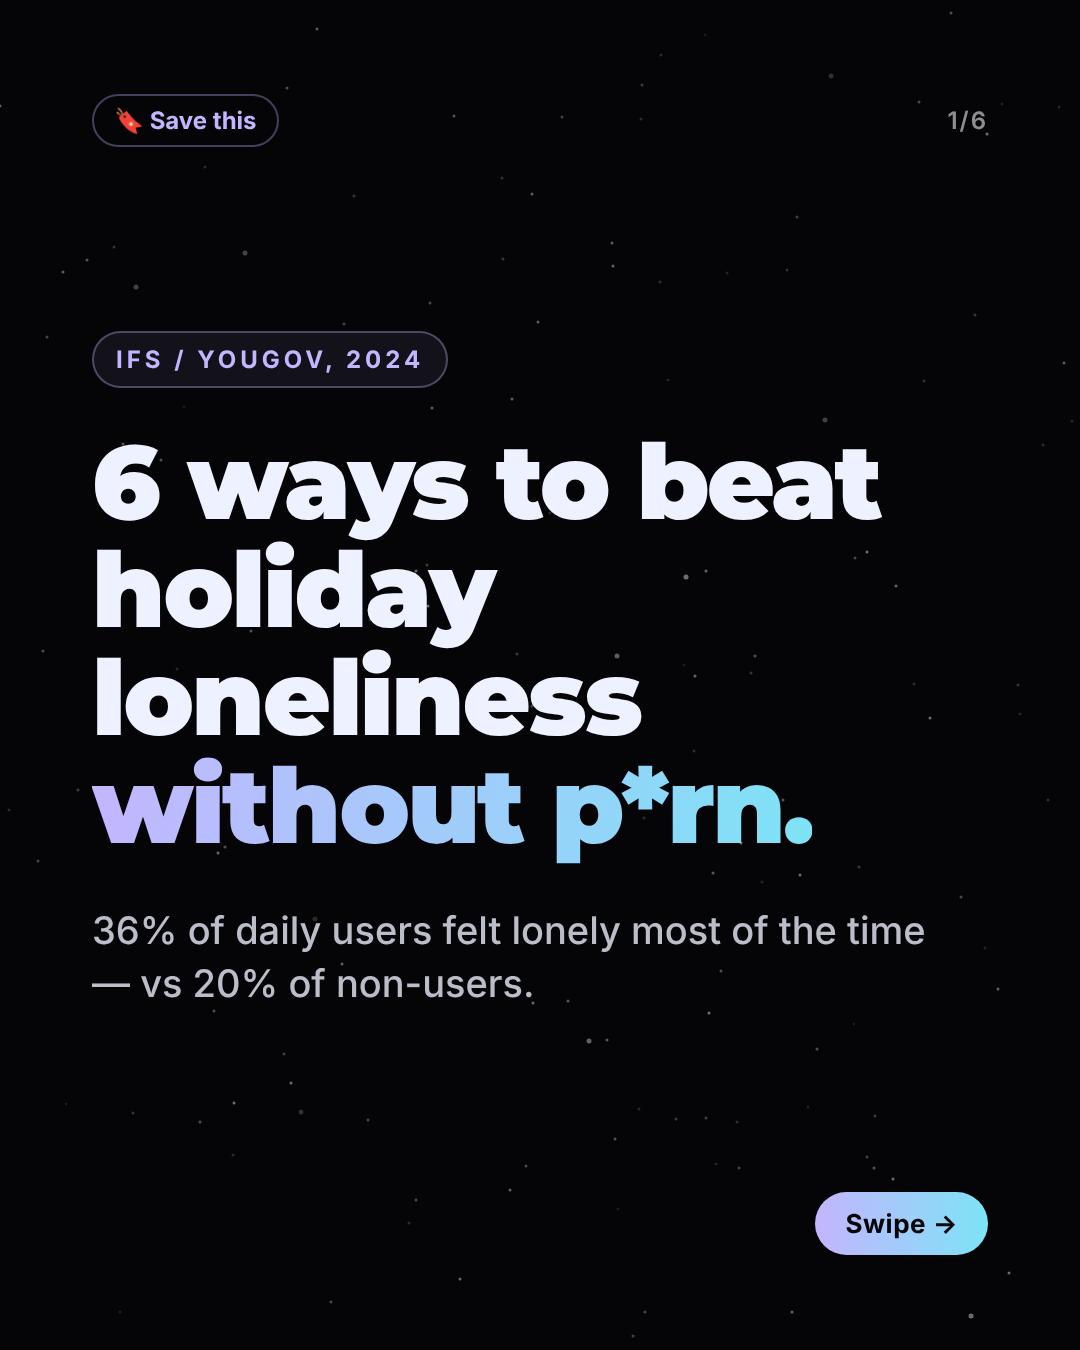 🔖 Save this
1/6
IFS / YOUGOV, 2024
6 ways to beat
holiday
loneliness
without p*rn.
36% of daily users felt lonely most of the time
— vs 20% of non-users.
Swipe →